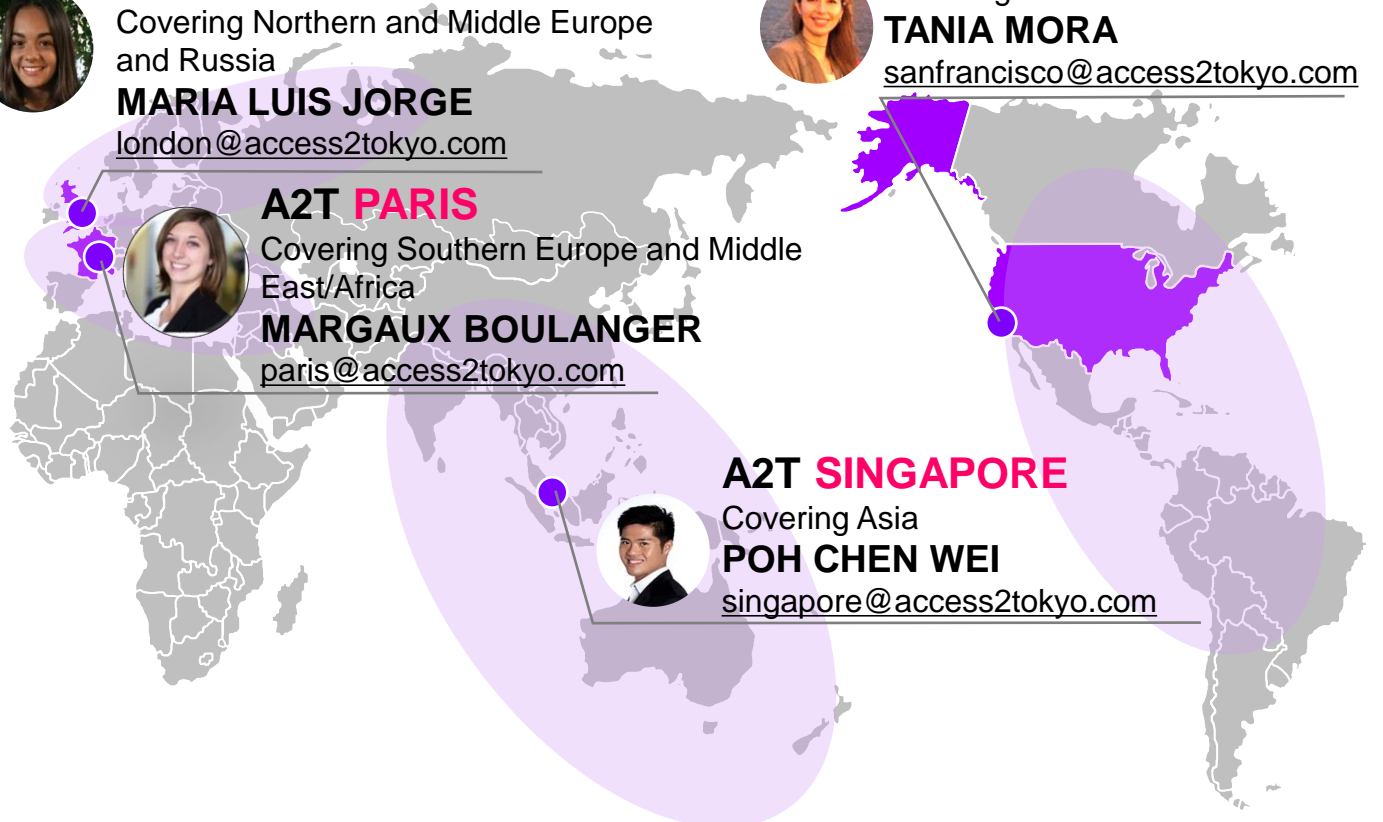 Covering Northern and Middle Europe
and Russia
MARIA LUIS JORGE
london@access2tokyo.com
TANIA MORA
sanfrancisco@access2tokyo.com
A2T PARIS
Covering Southern Europe and Middle
East/Africa
MARGAUX BOULANGER
paris@access2tokyo.com
A2T SINGAPORE
Covering Asia
POH CHEN WEI
singapore@access2tokyo.com